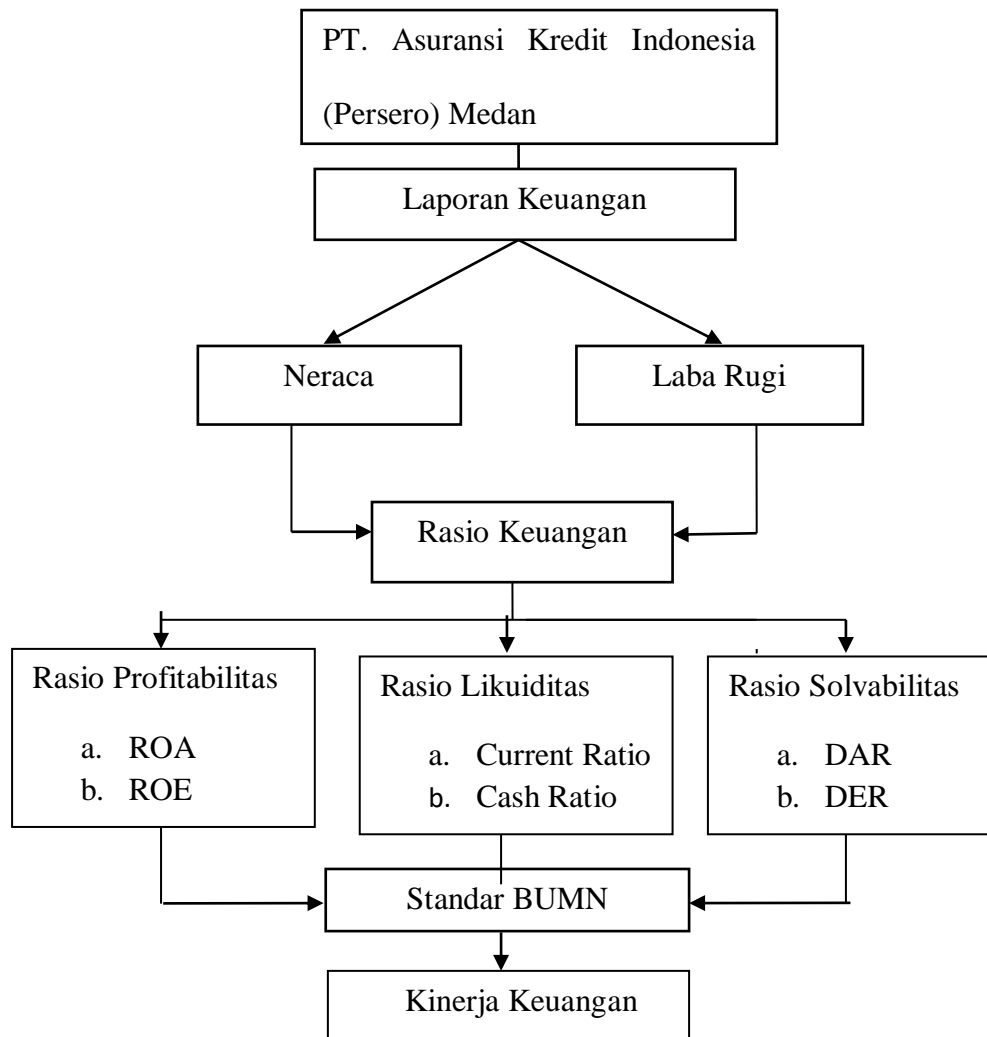 PT. Asuransi Kredit Indonesia
(Persero) Medan
Laporan Keuangan
Neraca
Laba Rugi
Rasio Keuangan
Rasio Profitabilitas
a. ROA
b. ROE
Rasio Likuiditas
a. Current Ratio
b. Cash Ratio
Rasio Solvabilitas
a. DAR
b. DER
Standar BUMN
Kinerja Keuangan